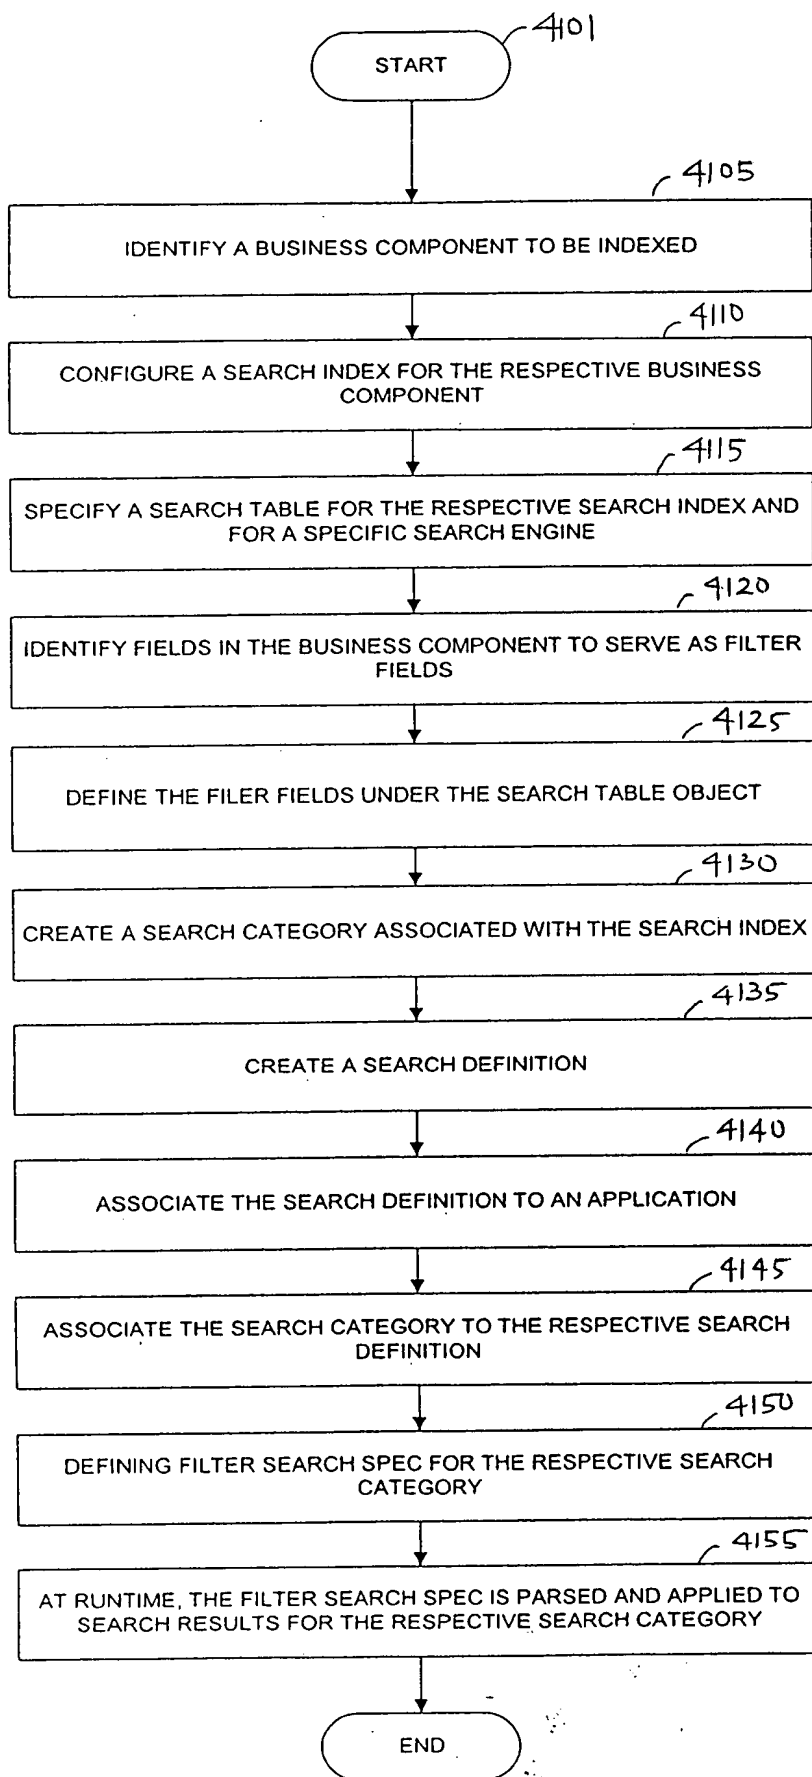 4101
START
4105
IDENTIFY A BUSINESS COMPONENT TO BE INDEXED
4110
CONFIGURE A SEARCH INDEX FOR THE RESPECTIVE BUSINESS
COMPONENT
4115
SPECIFY A SEARCH TABLE FOR THE RESPECTIVE SEARCH INDEX AND
FOR A SPECIFIC SEARCH ENGINE
4120
IDENTIFY FIELDS IN THE BUSINESS COMPONENT TO SERVE AS FILTER
FIELDS
4125
DEFINE THE FILER FIELDS UNDER THE SEARCH TABLE OBJECT
4130
CREATE A SEARCH CATEGORY ASSOCIATED WITH THE SEARCH INDEX
4135
CREATE A SEARCH DEFINITION
4140
ASSOCIATE THE SEARCH DEFINITION TO AN APPLICATION
4145
ASSOCIATE THE SEARCH CATEGORY TO THE RESPECTIVE SEARCH
DEFINITION
4150
DEFINING FILTER SEARCH SPEC FOR THE RESPECTIVE SEARCH
CATEGORY
4155
AT RUNTIME, THE FILTER SEARCH SPEC IS PARSED AND APPLIED TO
SEARCH RESULTS FOR THE RESPECTIVE SEARCH CATEGORY
END